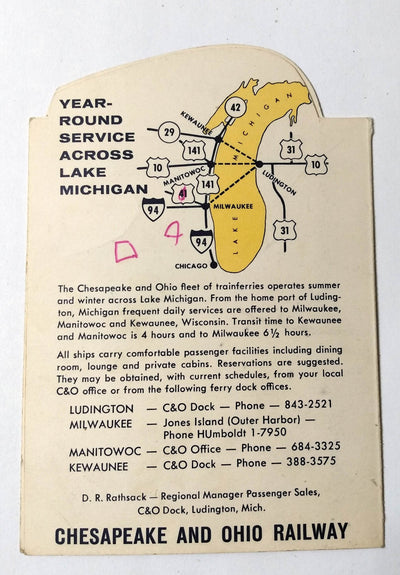 YEAR-
ROUND
SERVICE
ACROSS
LAKE
MICHIGAN
42
KEWAUNEE
29
141
MICHIGAN
31
10
MANITOWOC
10
LUDINGTON
41
141
94
MILWAUKEE
31
94
LAKE
CHICAGO
The Chesapeake and Ohio fleet of trainferries operates summer
and winter across Lake Michigan. From the home port of Luding-
ton, Michigan frequent daily services are offered to Milwaukee,
Manitowoc and Kewaunee, Wisconsin. Transit time to Kewaunee
and Manitowoc is 4 hours and to Milwaukee 6½ hours.
All ships carry comfortable passenger facilities including dining
room, lounge and private cabins. Reservations are suggested.
They may be obtained, with current schedules, from your local
C&O office or from the following ferry dock offices.
LUDINGTON — C&O Dock — Phone — 843-2521
MILWAUKEE — Jones Island (Outer Harbor) —
Phone HUmboldt 1-7950
MANITOWOC — C&O Office — Phone — 684-3325
KEWAUNEE — C&O Dock — Phone — 388-3575
D. R. Rathsack — Regional Manager Passenger Sales,
C&O Dock, Ludington, Mich.
CHESAPEAKE AND OHIO RAILWAY